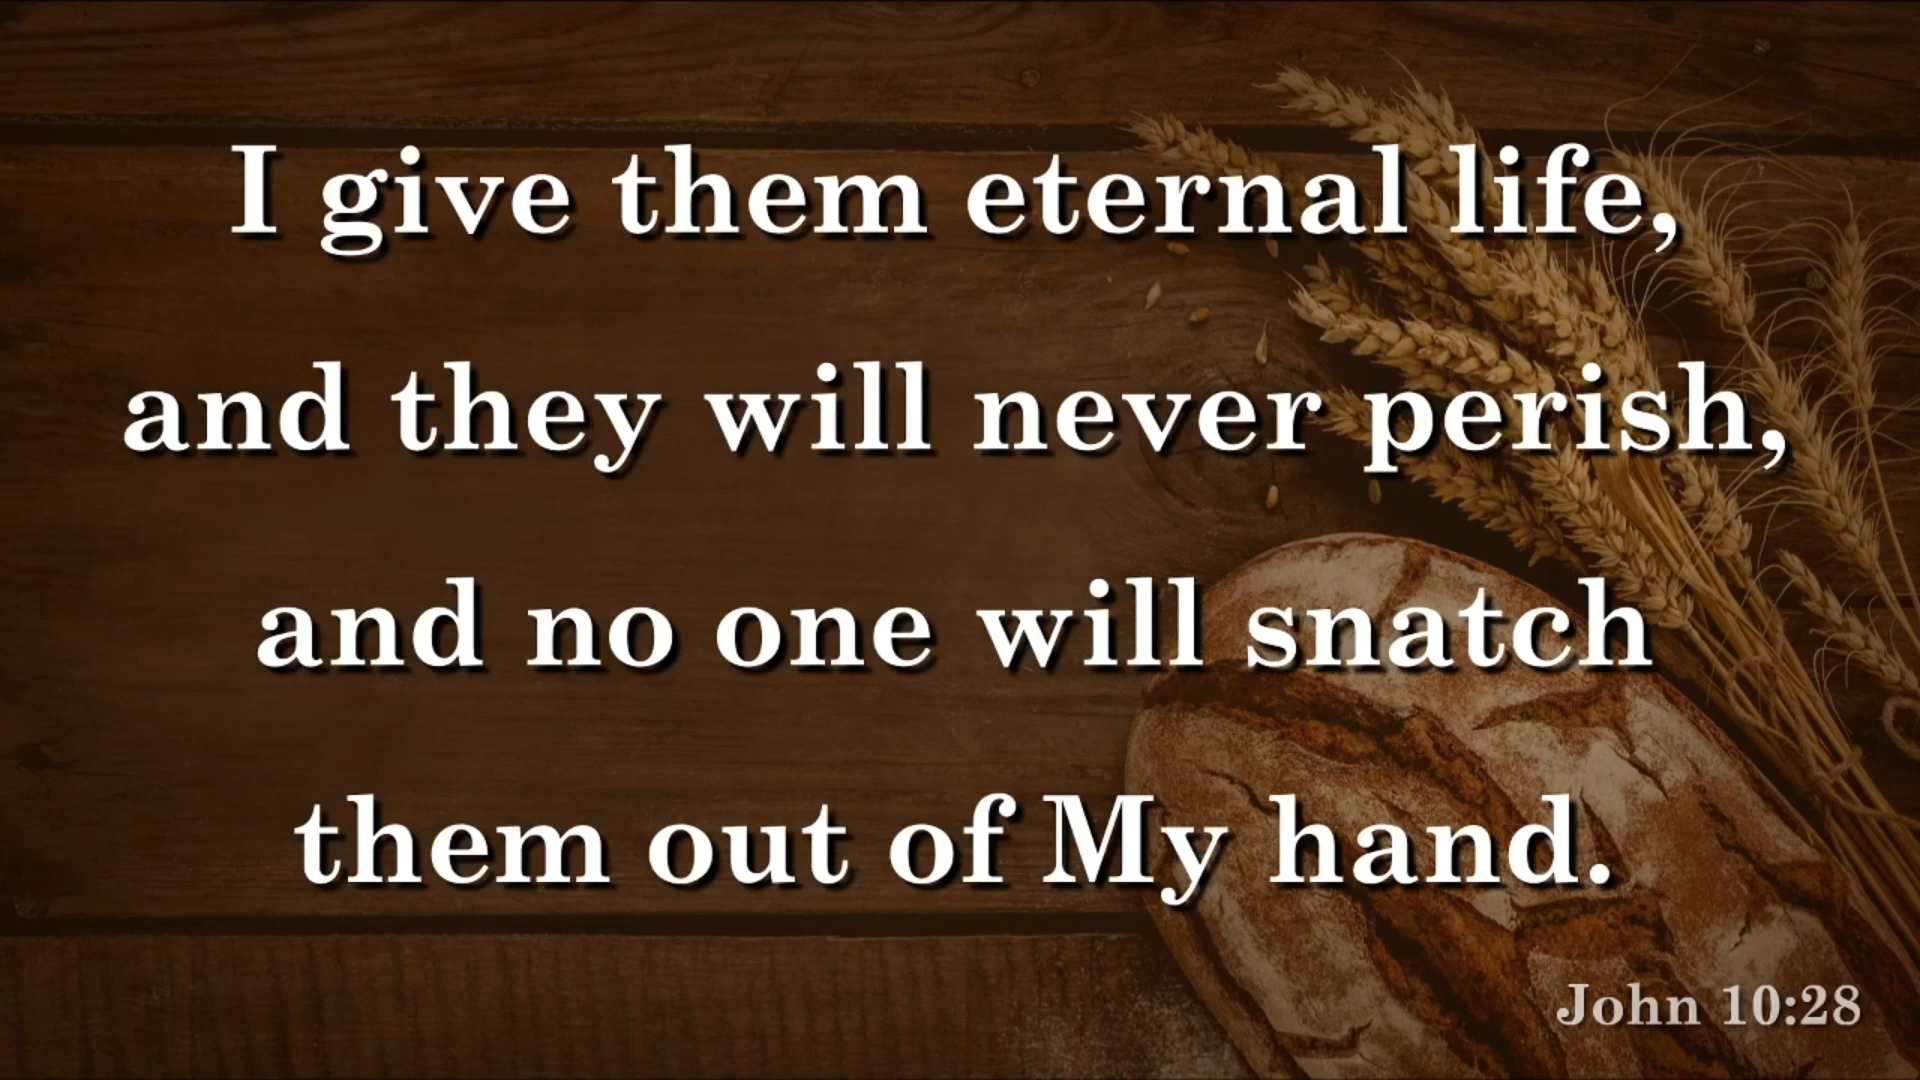 I give them eternal life,
and they will never perish,
and no one will snatch
them out of My hand.
John 10:28